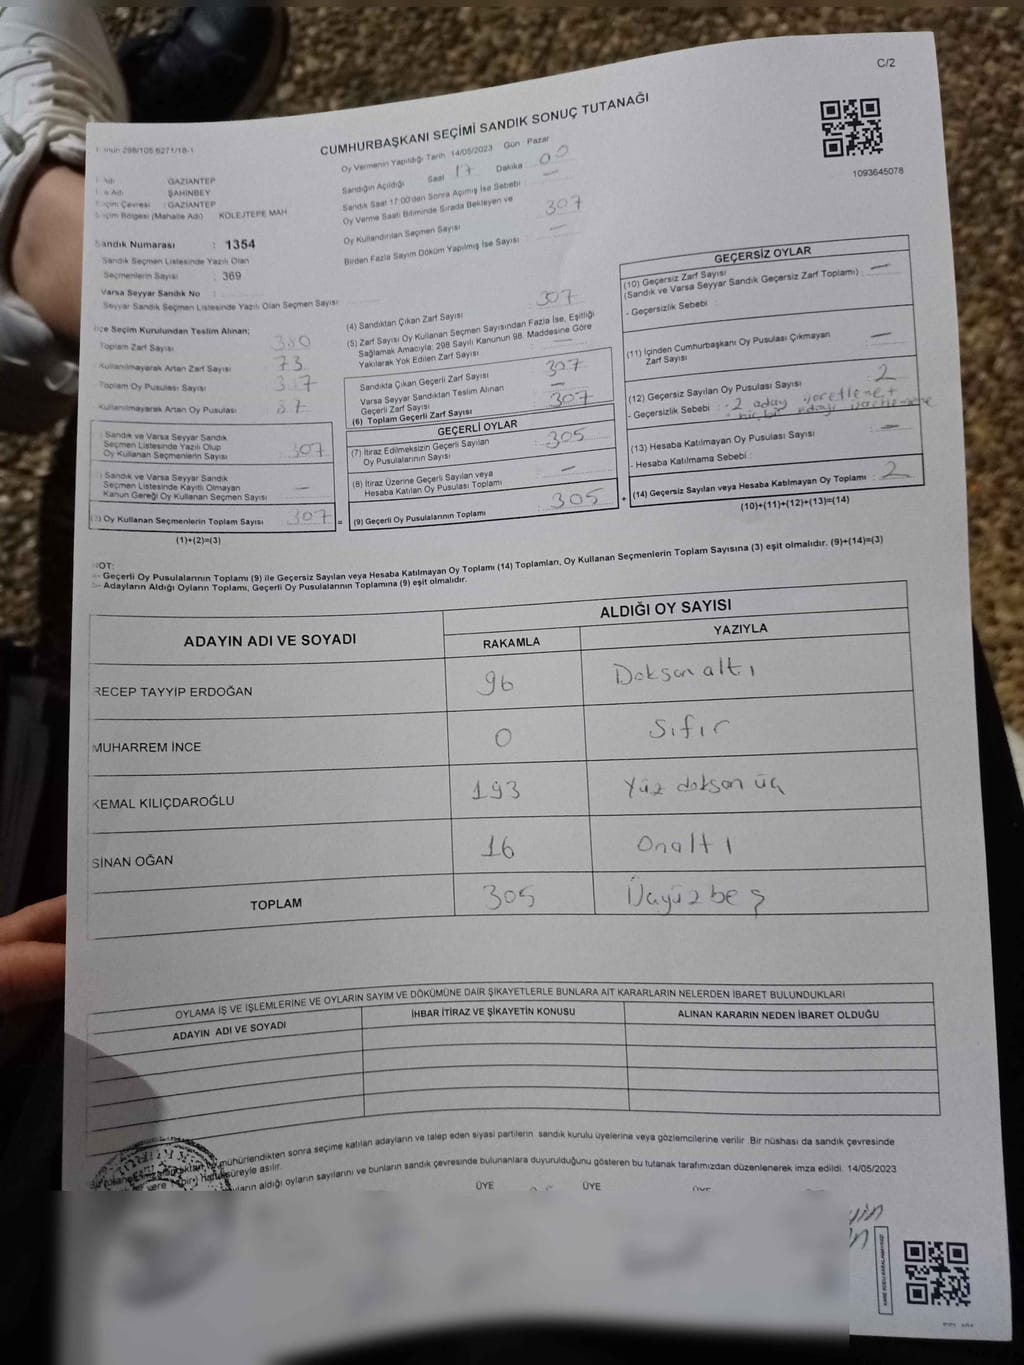 C/2
CUMHURBAŞKANI SEÇİMİ SANDIK SONUÇ TUTANAĞI
298/105.6271/18-1
Oy Vermenin Yapıldığı Tarih 14/05/2023 Gün : Pazar
1093645078
Sandığın Açıldığı Saat 17 Dakika 00
Sandık Saat 17:00'den Sonra Açılmış İse Sebebi : —
Oy Verme Saati Bitiminde Sırada Bekleyen ve
Oy Kullandırılan Seçmen Sayısı : 307
Birden Fazla Sayım Döküm Yapılmış İse Sayısı : —
Adı : GAZİANTEP
Adı : ŞAHİNBEY
Seçim Çevresi : GAZİANTEP
Seçim Bölgesi (Mahalle Adı) KOLEJTEPE MAH
Sandık Numarası : 1354
Sandık Seçmen Listesinde Yazılı Olan
Seçmenlerin Sayısı : 369
Varsa Seyyar Sandık No :
Seyyar Sandık Seçmen Listesinde Yazılı Olan Seçmen Sayısı
İlçe Seçim Kurulundan Teslim Alınan;
Toplam Zarf Sayısı : 380
Kullanılmayarak Artan Zarf Sayısı : 73
Toplam Oy Pusulası Sayısı
Kullanılmayarak Artan Oy Pusulası
Sandık ve Varsa Seyyar Sandık
Seçmen Listesinde Yazılı Olup
Oy Kullanan Seçmenlerin Sayısı : 307
Sandık ve Varsa Seyyar Sandık
Seçmen Listesinde Kayıtlı Olmayan
Kanun Gereği Oy Kullanan Seçmen Sayısı : —
(3) Oy Kullanan Seçmenlerin Toplam Sayısı : 307 =
(1)+(2)=(3)
(4) Sandıktan Çıkan Zarf Sayısı : 307
(5) Zarf Sayısı Oy Kullanan Seçmen Sayısından Fazla İse, Eşitliği
Sağlamak Amacıyla; 298 Sayılı Kanunun 98. Maddesine Göre
Yakılarak Yok Edilen Zarf Sayısı : —
Sandıkta Çıkan Geçerli Zarf Sayısı : 307
Varsa Seyyar Sandıktan Teslim Alınan
Geçerli Zarf Sayısı : —
(6) Toplam Geçerli Zarf Sayısı : 307
GEÇERLİ OYLAR
(7) İtiraz Edilmeksizin Geçerli Sayılan
Oy Pusulalarının Sayısı : 305
(8) İtiraz Üzerine Geçerli Sayılan veya
Hesaba Katılan Oy Pusulası Toplamı : —
(9) Geçerli Oy Pusulalarının Toplamı : 305 +
GEÇERSİZ OYLAR
(10) Geçersiz Zarf Sayısı : —
(Sandık ve Varsa Seyyar Sandık Geçersiz Zarf Toplamı)
- Geçersizlik Sebebi :
(11) İçinden Cumhurbaşkanı Oy Pusulası Çıkmayan
Zarf Sayısı : —
(12) Geçersiz Sayılan Oy Pusulası Sayısı : 2
- Geçersizlik Sebebi : -2 aday işaretleme +
hiçbir adayı işaretlememe
(13) Hesaba Katılmayan Oy Pusulası Sayısı : —
- Hesaba Katılmama Sebebi :
(14) Geçersiz Sayılan veya Hesaba Katılmayan Oy Toplamı : 2
(10)+(11)+(12)+(13)=(14)
NOT:
- Geçerli Oy Pusulalarının Toplamı (9) ile Geçersiz Sayılan veya Hesaba Katılmayan Oy Toplamı (14) Toplamları, Oy Kullanan Seçmenlerin Toplam Sayısına (3) eşit olmalıdır. (9)+(14)=(3)
- Adayların Aldığı Oyların Toplamı, Geçerli Oy Pusulalarının Toplamına (9) eşit olmalıdır.
ADAYIN ADI VE SOYADI
ALDIĞI OY SAYISI
RAKAMLA YAZIYLA
RECEP TAYYİP ERDOĞAN 96 Doksan altı
MUHARREM İNCE 0 Sıfır
KEMAL KILIÇDAROĞLU 193 Yüz doksan üç
SİNAN OĞAN 16 Onaltı
TOPLAM 305 Üçyüzbeş
OYLAMA İŞ VE İŞLEMLERİNE VE OYLARIN SAYIM VE DÖKÜMÜNE DAİR ŞİKAYETLERLE BUNLARA AİT KARARLARIN NELERDEN İBARET BULUNDUKLARI
ADAYIN ADI VE SOYADI İHBAR İTİRAZ VE ŞİKAYETİN KONUSU ALINAN KARARIN NEDEN İBARET OLDUĞU
mühürlendikten sonra seçime katılan adayların ve talep eden siyasi partilerin sandık kurulu üyelerine veya gözlemcilerine verilir. Bir nüshası da sandık çevresinde
süreyle asılır.
aldığı oyların sayılarını ve bunların sandık çevresinde bulunanlara duyurulduğunu gösteren bu tutanak tarafımızdan düzenlenerek imza edildi. 14/05/2023
ÜYE ÜYE ÜYE